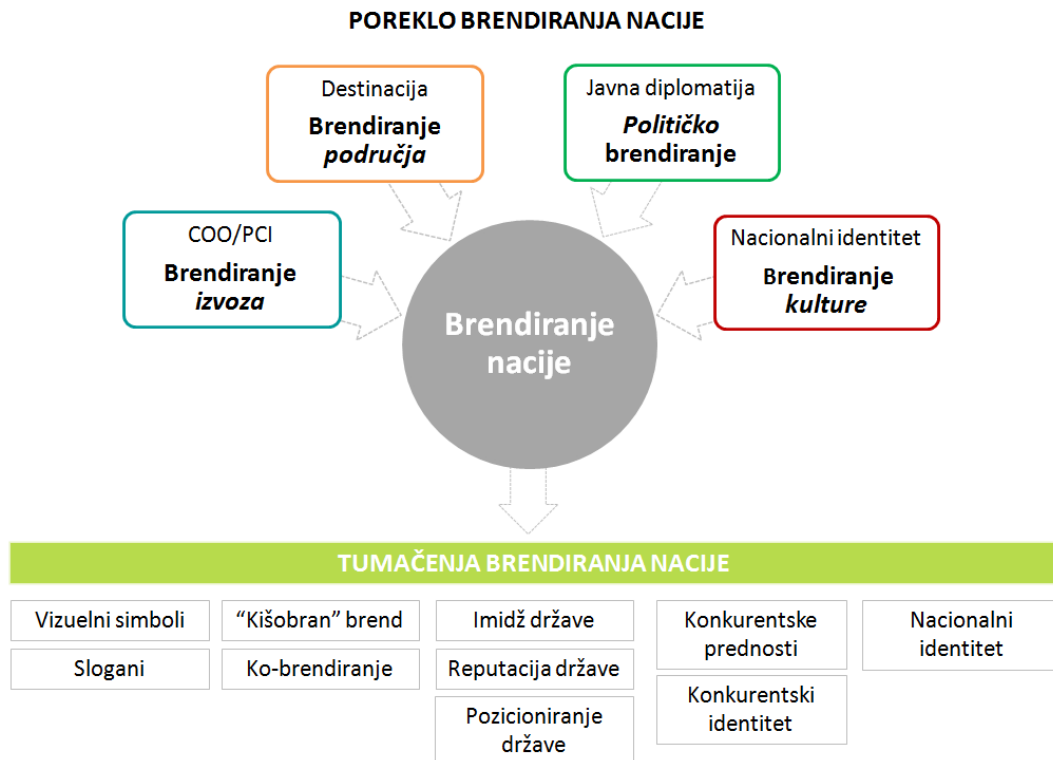 POREKLO BRENDIRANJA NACIJE
Destinacija
Brendiranje
područja
Javna diplomatija
Političko
brendiranje
COO/PCI
Brendiranje
izvoza
Nacionalni identitet
Brendiranje
kulture
Brendiranje
nacije
TUMAČENJA BRENDIRANJA NACIJE
Vizuelni simboli
Slogani
“Kišobran” brend
Ko-brendiranje
Imidž države
Reputacija države
Pozicioniranje
države
Konkurentske
prednosti
Konkurentski
identitet
Nacionalni
identitet